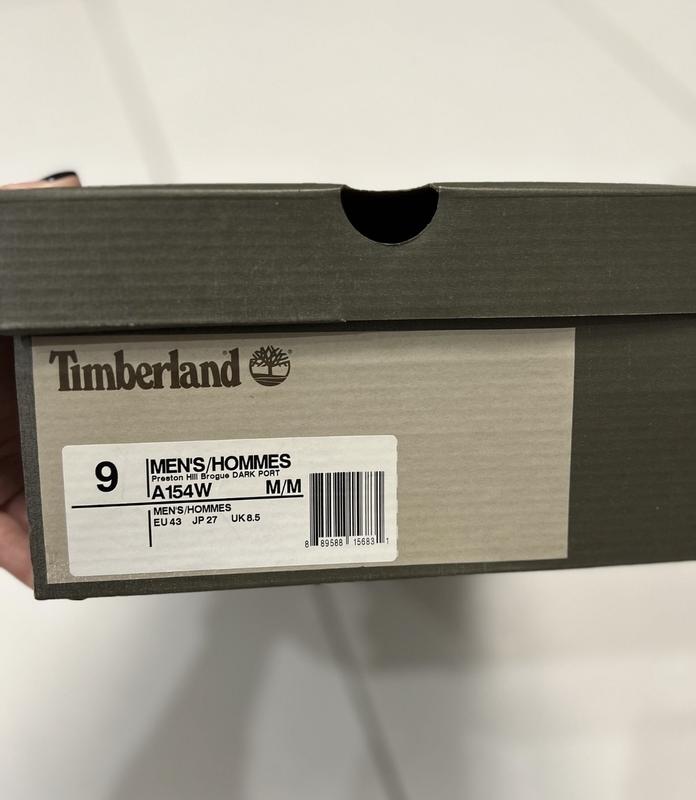 Timberland®
9
MEN'S/HOMMES
Preston Hill Brogue DARK PORT
A154W M/M
MEN'S/HOMMES
EU 43 JP 27 UK 8.5
8 89588 15683 1